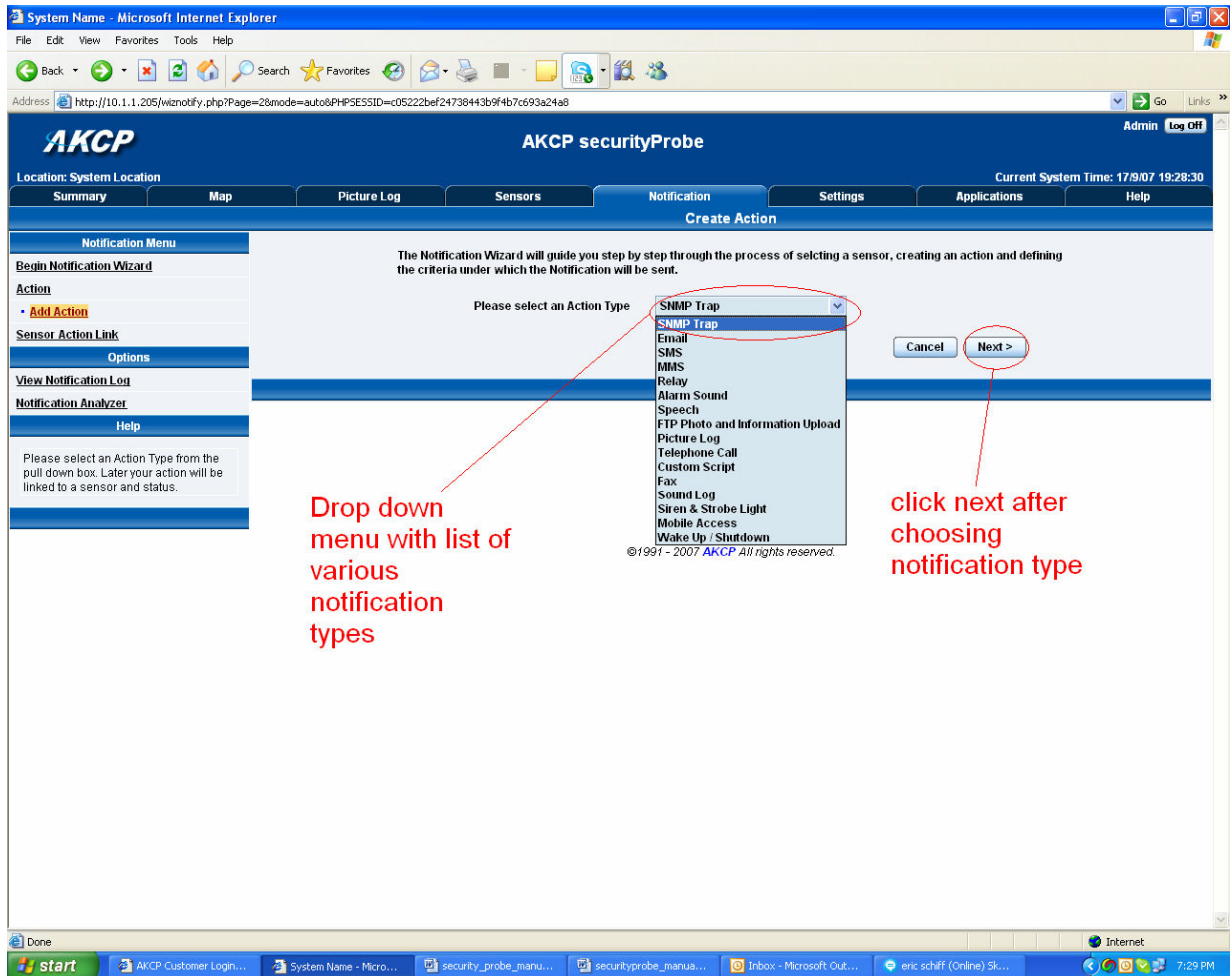 System Name - Microsoft Internet Explorer
File Edit View Favorites Tools Help
Back Search Favorites
Address http://10.1.1.205/wiznotify.php?Page=2&mode=auto&PHPSESSID=c05222bef24738443b9f4b7c693a24a8 Go Links »
AKCP
AKCP securityProbe
Admin Log Off
Location: System Location
Current System Time: 17/9/07 19:28:30
Summary Map Picture Log Sensors Notification Settings Applications Help
Create Action
Notification Menu
Begin Notification Wizard
Action
Add Action
Sensor Action Link
Options
View Notification Log
Notification Analyzer
Help
Please select an Action Type from the
pull down box. Later your action will be
linked to a sensor and status.
The Notification Wizard will guide you step by step through the process of selcting a sensor, creating an action and defining
the criteria under which the Notification will be sent.
Please select an Action Type SNMP Trap
SNMP Trap
Email
SMS
MMS
Relay
Alarm Sound
Speech
FTP Photo and Information Upload
Picture Log
Telephone Call
Custom Script
Fax
Sound Log
Siren & Strobe Light
Mobile Access
Wake Up / Shutdown
Cancel Next >
©1991 - 2007 AKCP All rights reserved.
Drop down
menu with list of
various
notification
types
click next after
choosing
notification type
Done
Internet
start
AKCP Customer Login...
System Name - Micro...
security_probe_manu...
securityprobe_manua...
Inbox - Microsoft Out...
eric schiff (Online) Sk...
7:29 PM